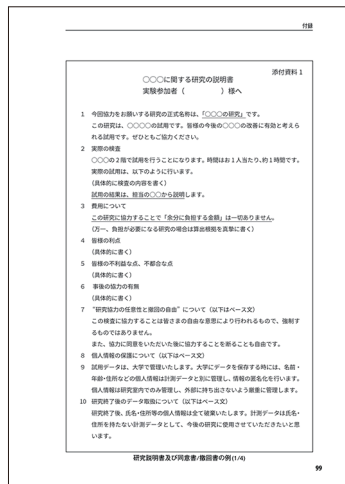 付録
添付資料 1
○○○に関する研究の説明書
実験参加者（　　　　　）様へ
1　今回協力をお願いする研究の正式名称は、「○○○の研究」です。
この研究は、○○○○の試用です。皆様の今後の○○○の改善に有効と考えら
れる試用です。ぜひともご協力ください。
2　実際の検査
○○○の 2 階で試用を行うことになります。時間はお 1 人当たり、約 1 時間です。
実際の試用は、以下のように行います。
（具体的に検査の内容を書く）
試用の結果は、担当の○○から説明します。
3　費用について
この研究に協力することで「余分に負担する金額」は一切ありません。
（万一、負担が必要になる研究の場合は算出根拠を真摯に書く）
4　皆様の利点
（具体的に書く）
5　皆様の不利益な点、不都合な点
（具体的に書く）
6　事後の協力の有無
（具体的に書く）
7　“研究協力の任意性と撤回の自由” について（以下はベース文）
この検査に協力することは皆さまの自由な意思により行われるもので、強制す
るものではありません。
また、協力に同意をいただいた後に協力することを断ることも自由です。
8　個人情報の保護について（以下はベース文）
9　試用データは、大学で管理いたします。大学にデータを保存する時には、名前・
年齢・住所などの個人情報は計測データと別に管理し、情報の匿名化を行います。
個人情報は研究室内でのみ管理し、外部に持ち出さないよう厳重に管理します。
10　研究終了後のデータ取扱について（以下はベース文）
研究終了後、氏名・住所等の個人情報は全て破棄いたします。計測データは氏名・
住所を持たない計測データとして、今後の研究に使用させていただきたいと思
います。
研究説明書及び同意書/撤回書の例 (1/4)
99